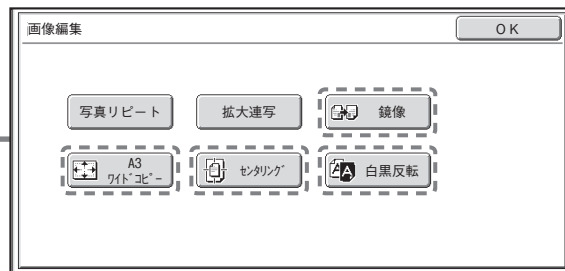 画像編集
OK
写真リピート
拡大連写
鏡像
A3
ﾜｲﾄﾞｺﾋﾟｰ
ｾﾝﾀﾘﾝｸﾞ
白黒反転